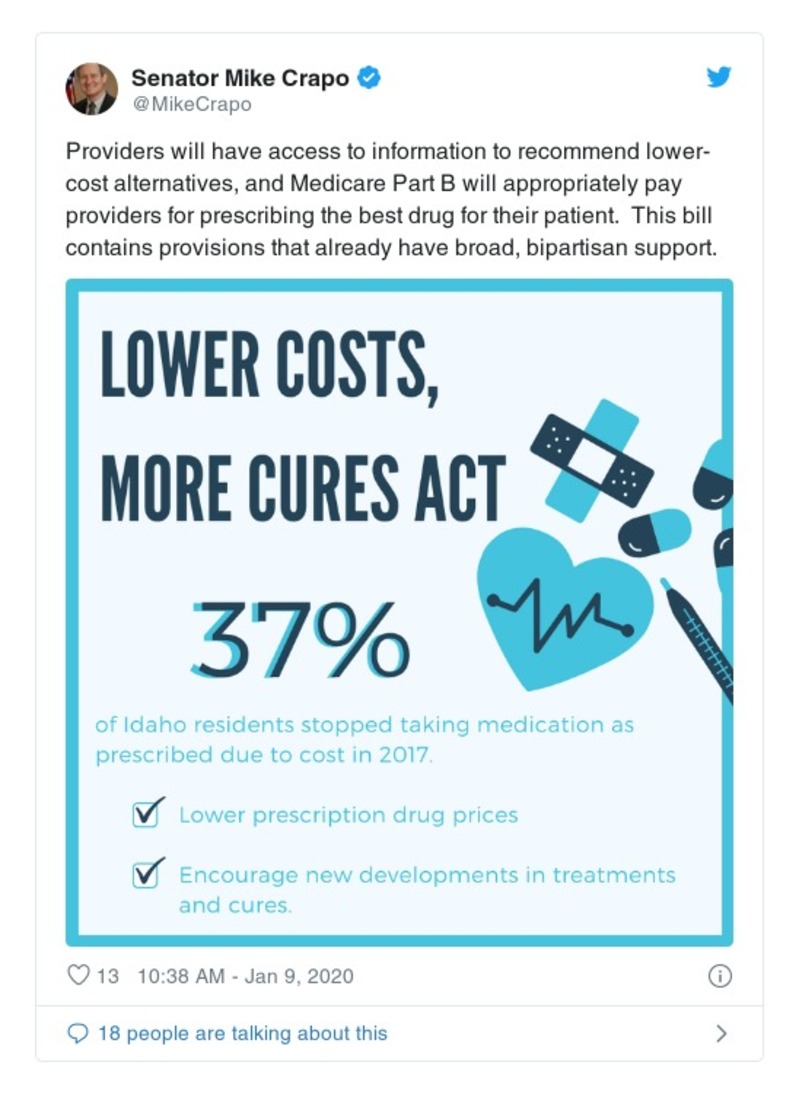 Senator Mike Crapo
@MikeCrapo
Providers will have access to information to recommend lower-
cost alternatives, and Medicare Part B will appropriately pay
providers for prescribing the best drug for their patient.  This bill
contains provisions that already have broad, bipartisan support.
LOWER COSTS,
MORE CURES ACT
37%
of Idaho residents stopped taking medication as
prescribed due to cost in 2017.
Lower prescription drug prices
Encourage new developments in treatments
and cures.
13 10:38 AM - Jan 9, 2020
18 people are talking about this